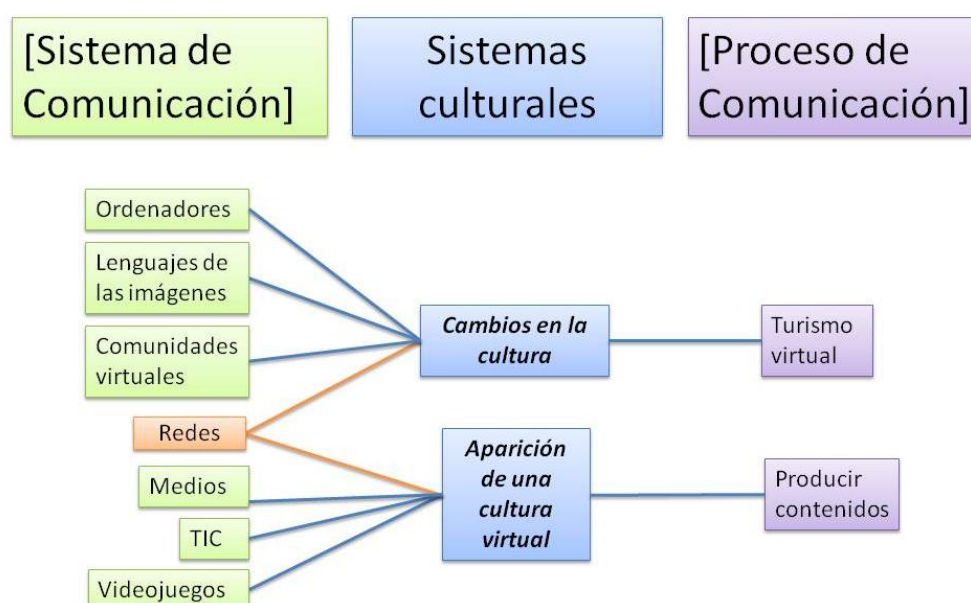 [Sistema de
Comunicación]
Sistemas
culturales
[Proceso de
Comunicación]
Ordenadores
Lenguajes de
las imágenes
Comunidades
virtuales
Redes
Medios
TIC
Videojuegos
Cambios en la
cultura
Aparición
de una
cultura
virtual
Turismo
virtual
Producir
contenidos